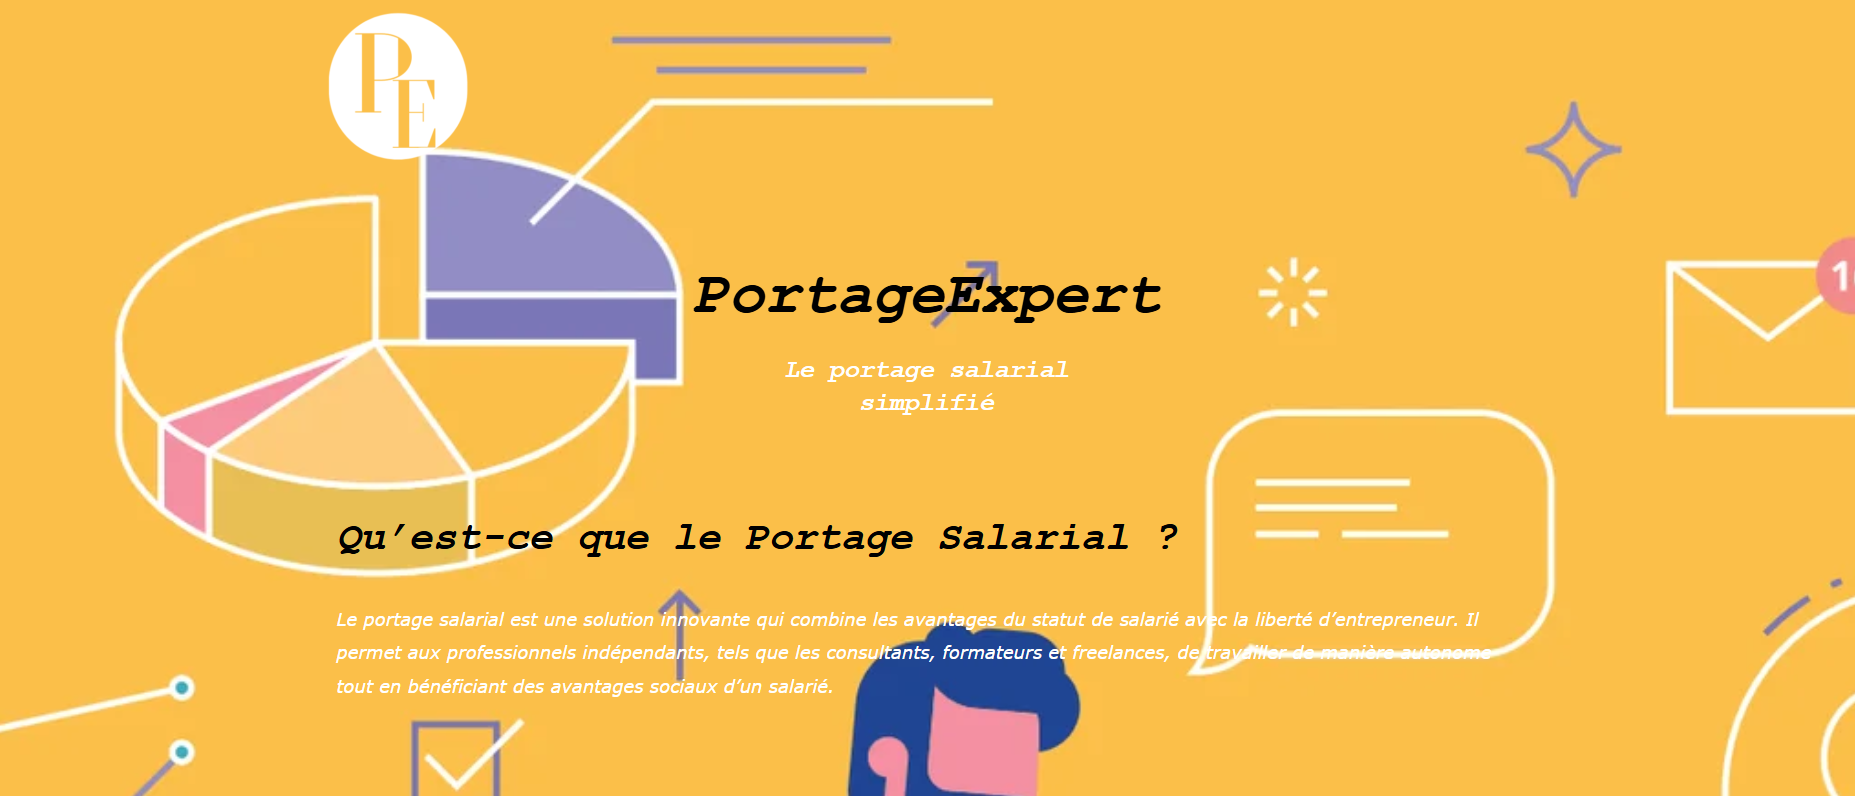 PE
PortageExpert
Le portage salarial
simplifié
Qu’est-ce que le Portage Salarial ?
Le portage salarial est une solution innovante qui combine les avantages du statut de salarié avec la liberté d’entrepreneur. Il
permet aux professionnels indépendants, tels que les consultants, formateurs et freelances, de travailler de manière autonome
tout en bénéficiant des avantages sociaux d’un salarié.